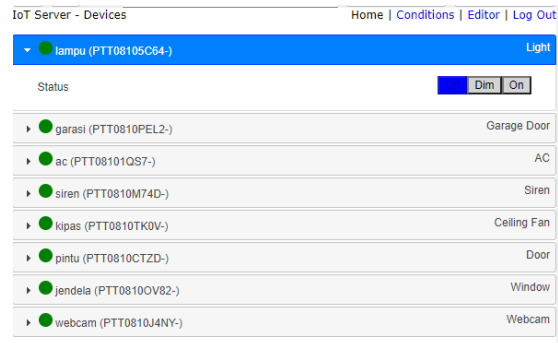 IoT Server - Devices Home | Conditions | Editor | Log Out
lampu (PTT08105C64-) Light
Status Dim On
garasi (PTT0810PEL2-) Garage Door
ac (PTT08101QS7-) AC
siren (PTT0810M74D-) Siren
kipas (PTT0810TK0V-) Ceiling Fan
pintu (PTT0810CTZD-) Door
jendela (PTT0810OV82-) Window
webcam (PTT0810J4NY-) Webcam